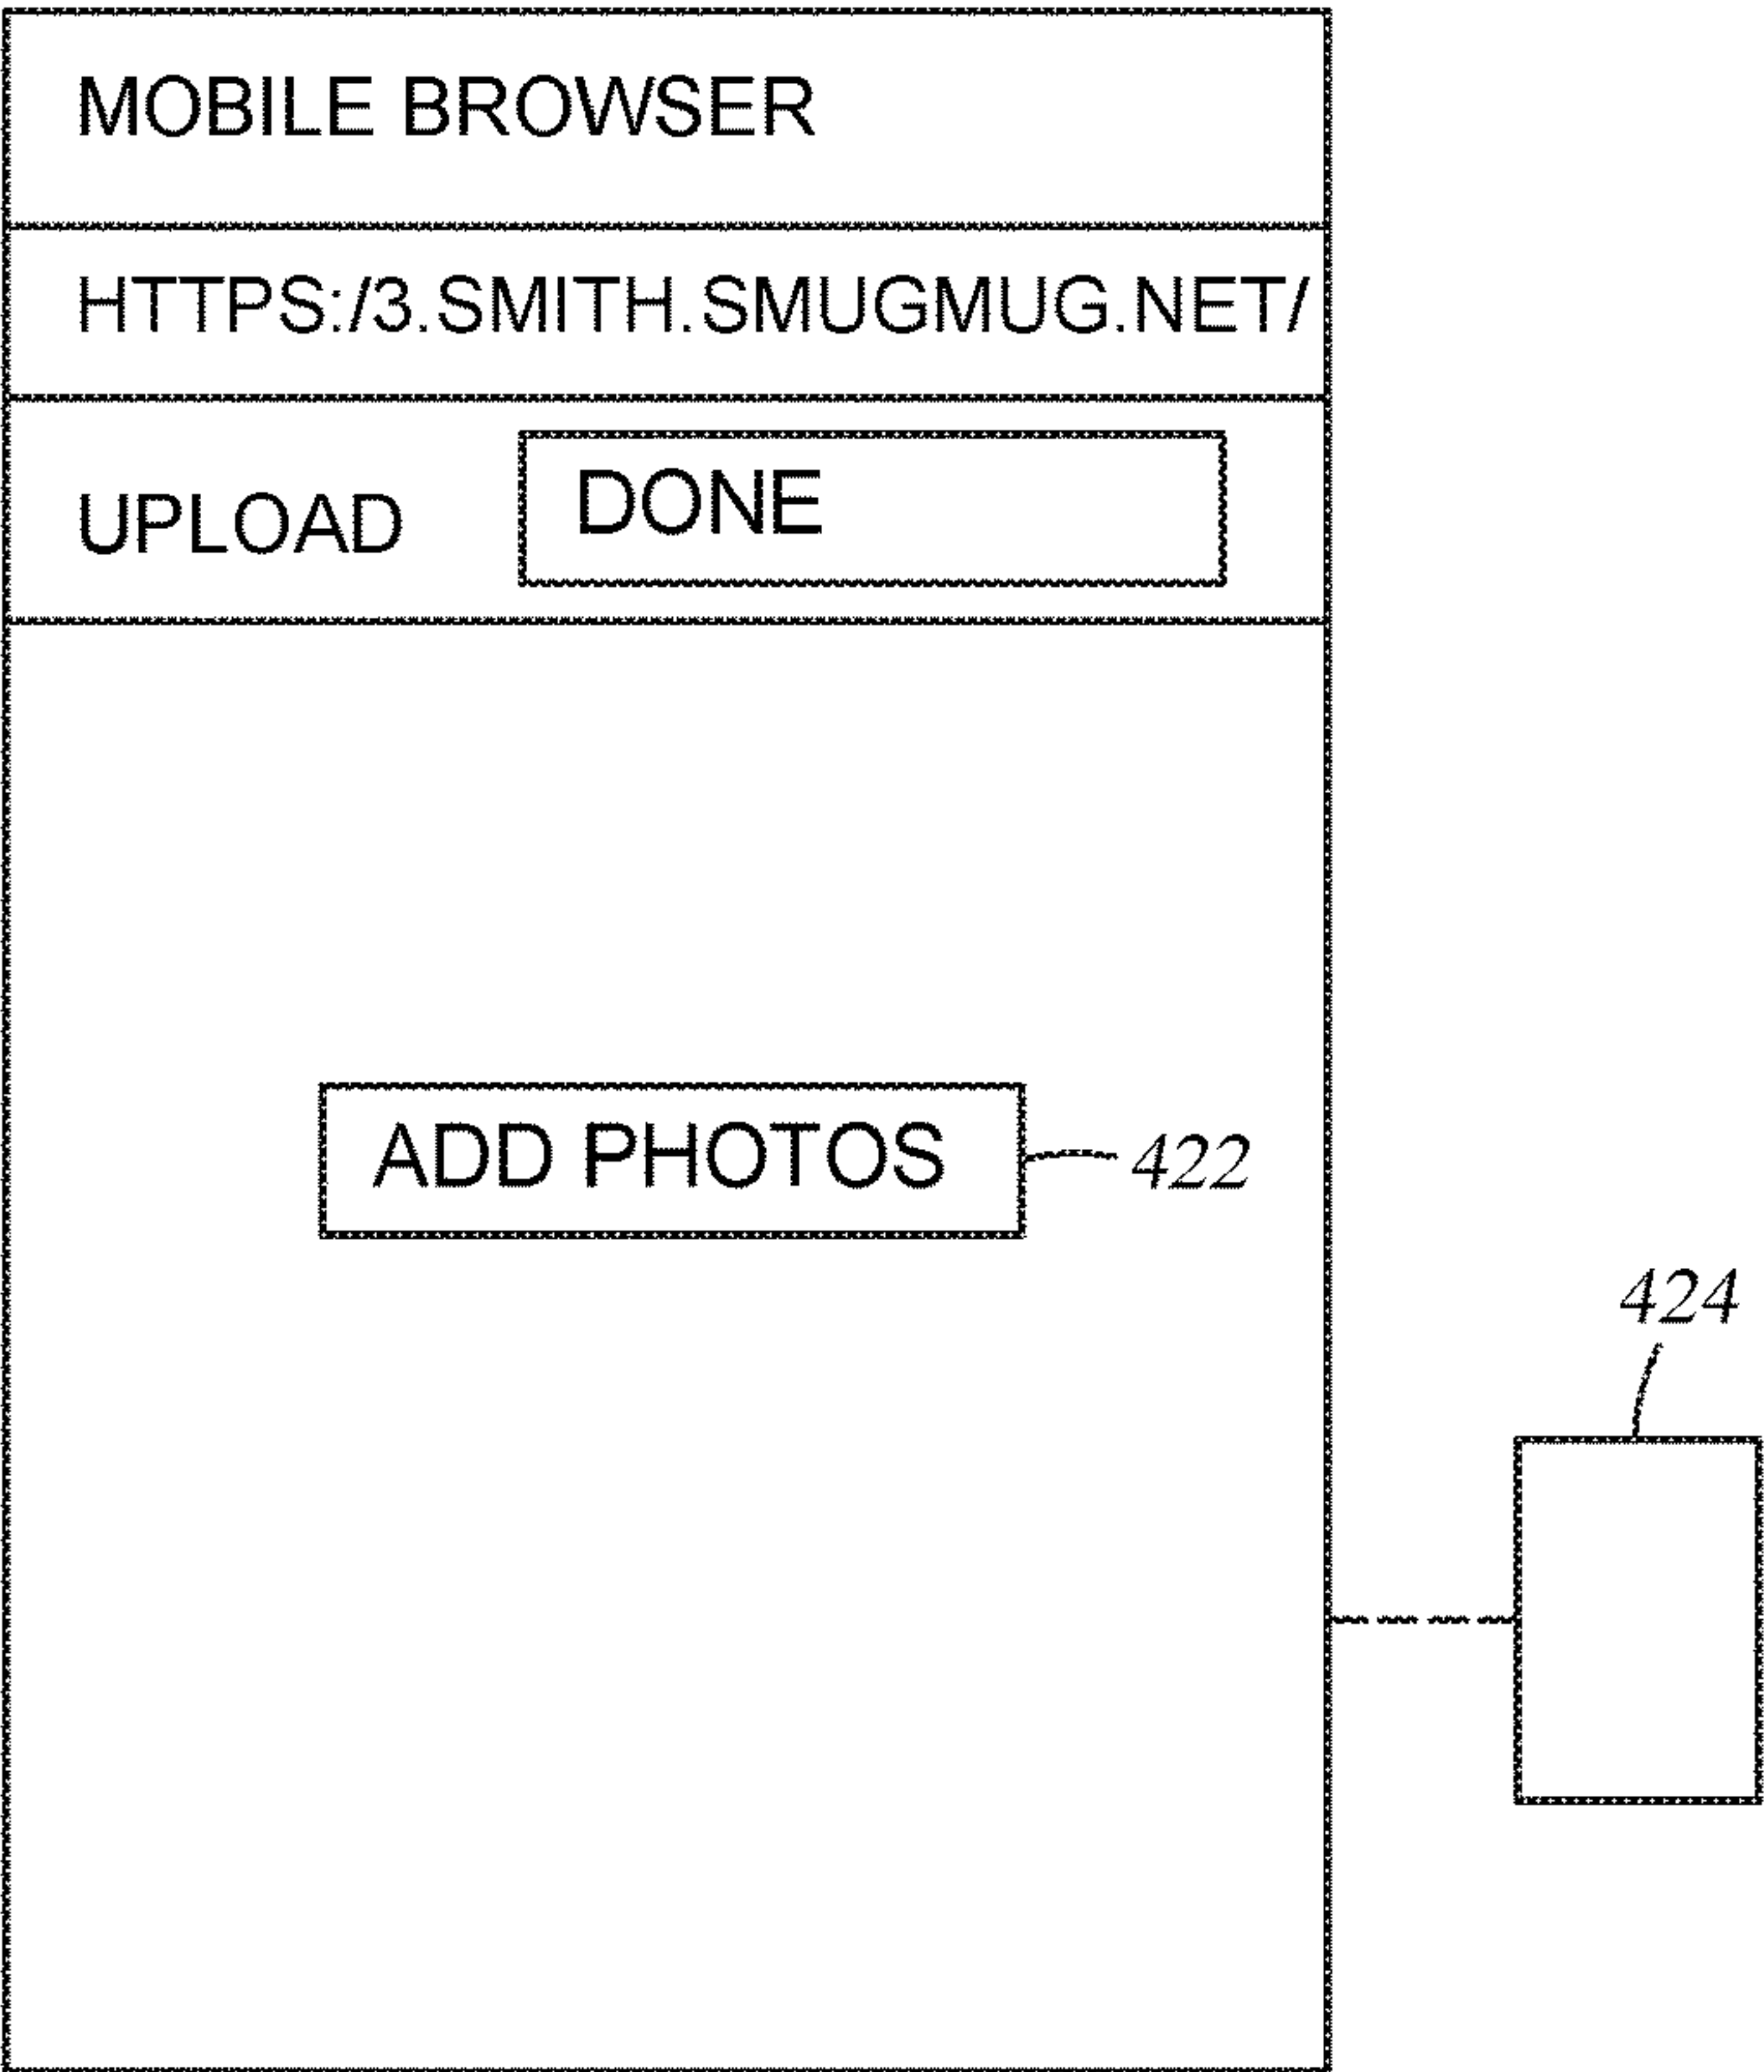 MOBILE BROWSER
HTTPS:/3.SMITH.SMUGMUG.NET/
UPLOAD DONE
ADD PHOTOS 422
424